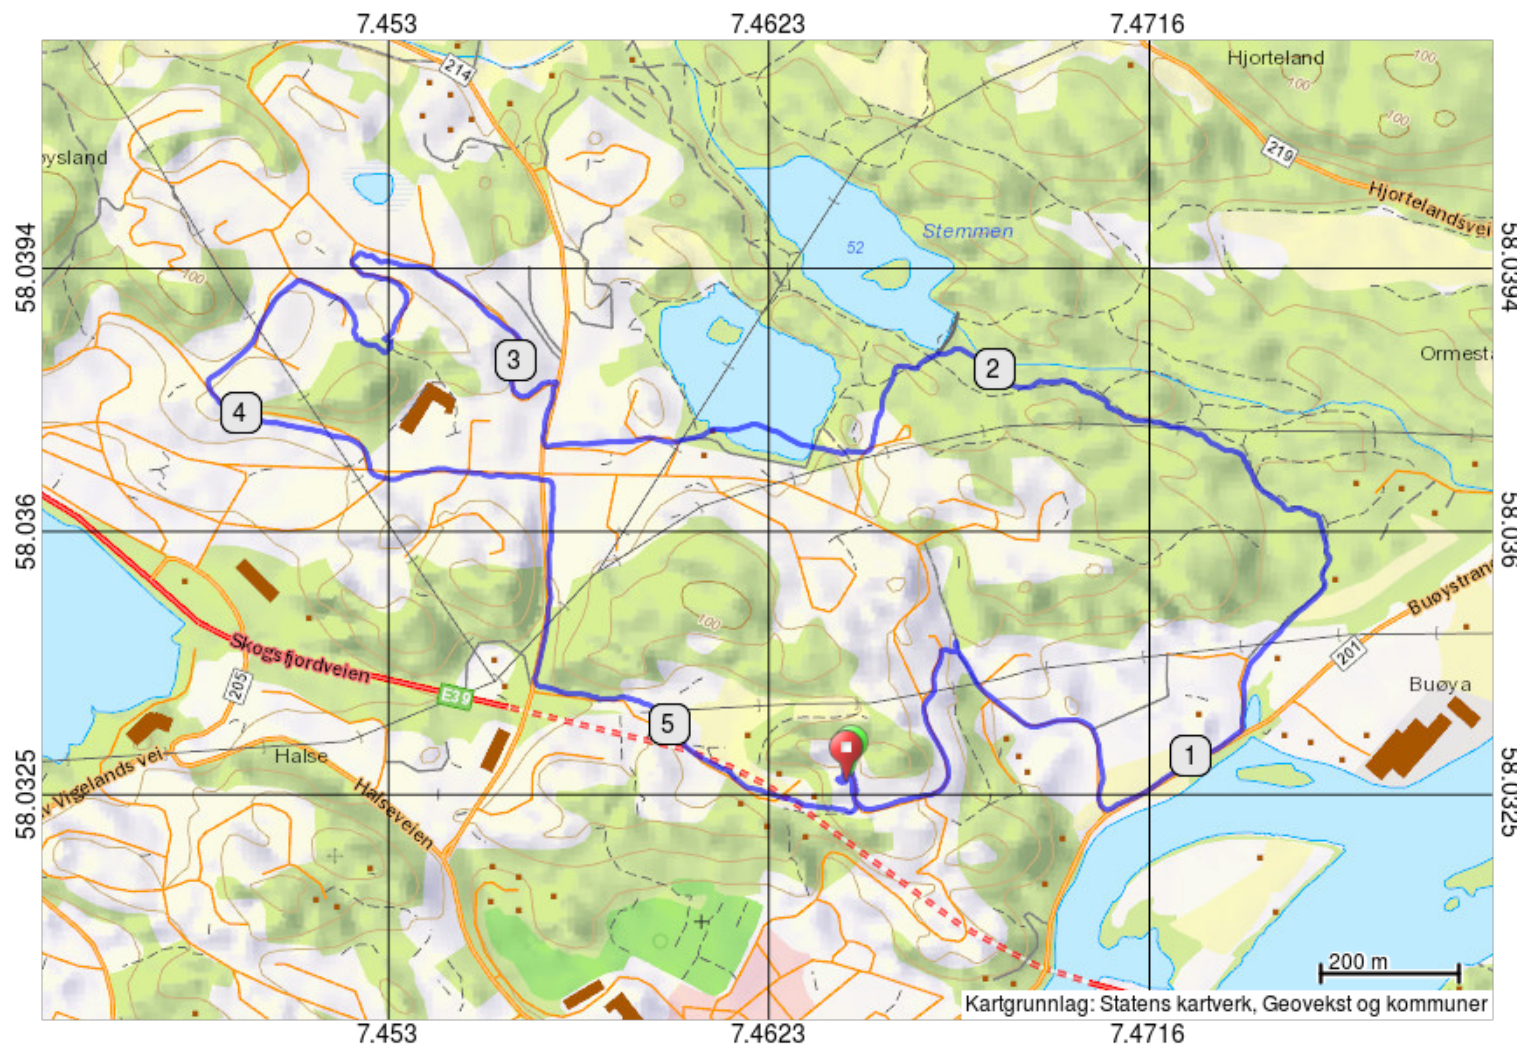 7.453
7.4623
7.4716
Hjorteland
100
214
100
100
219
øysland
Hjortelandsvei
Stemmen
52
58.0394
58.0394
100
3
2
Ormesta
4
58.036
58.036
100
Buøystran
Skogsfjordveien
201
205
E39
Buøya
5
1
Halse
v Vigelands vei
58.0325
58.0325
Halseveien
200 m
Kartgrunnlag: Statens kartverk, Geovekst og kommuner
7.453
7.4623
7.4716